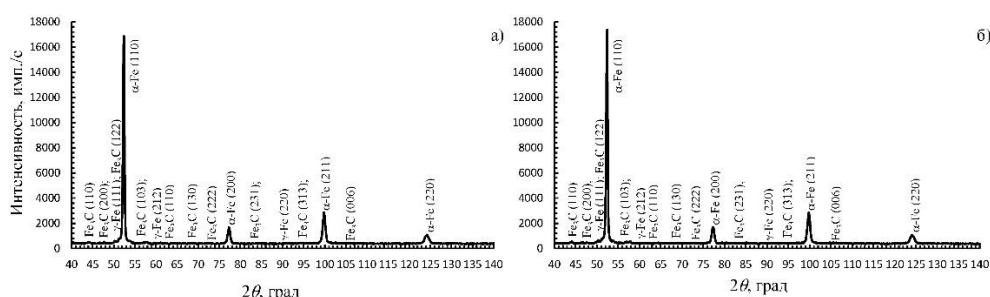 а)
Интенсивность, имп./с
18000
16000
14000
12000
10000
8000
6000
4000
2000
0
Fe₃C (110)
Fe₃C (200);
γ-Fe (111); Fe₃C (122)
α-Fe (110)
Fe₃C (103);
γ-Fe (212)
Fe₃C (110)
Fe₃C (130)
Fe₃C (222)
α-Fe (200)
Fe₃C (231);
γ-Fe (220)
Fe₃C (313);
α-Fe (211)
Fe₃C (006)
α-Fe (220)
40 45 50 55 60 65 70 75 80 85 90 95 100 105 110 115 120 125 130 135 140
2θ, град
б)
18000
16000
14000
12000
10000
8000
6000
4000
2000
0
Fe₃C (110)
Fe₃C (200),
γ-Fe (111); Fe₃C (122)
α-Fe (110)
Fe₃C (103);
γ-Fe (212)
Fe₃C (110)
Fe₃C (130)
Fe₃C (222)
α-Fe (200)
Fe₃C (231);
γ-Fe (220)
Fe₃C (313);
α-Fe (211)
Fe₃C (006)
α-Fe (220)
40 45 50 55 60 65 70 75 80 85 90 95 100 105 110 115 120 125 130 135 140
2θ, град